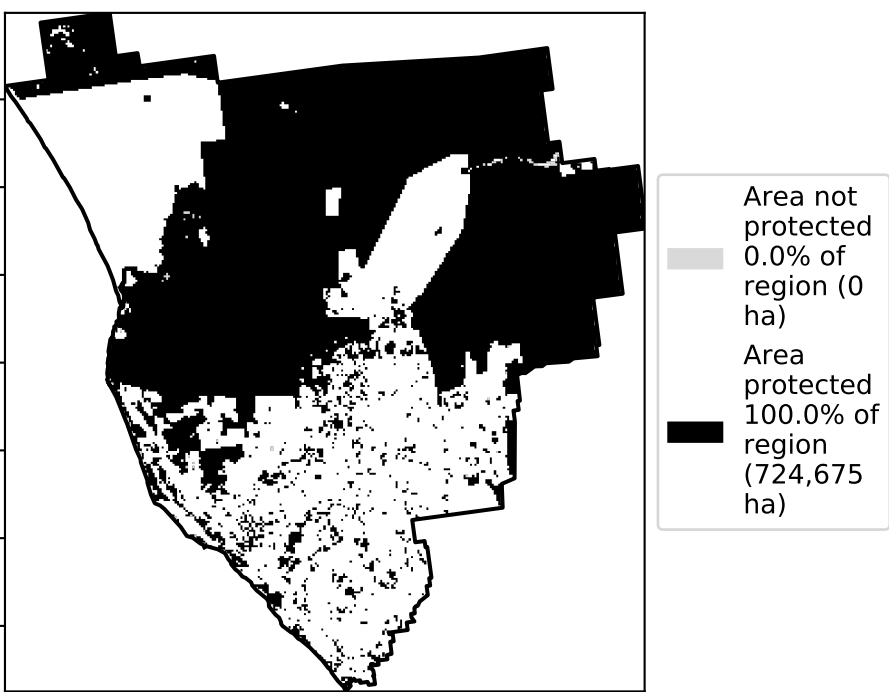 Area not
protected
0.0% of
region (0
ha)
Area
protected
100.0% of
region
(724,675
ha)